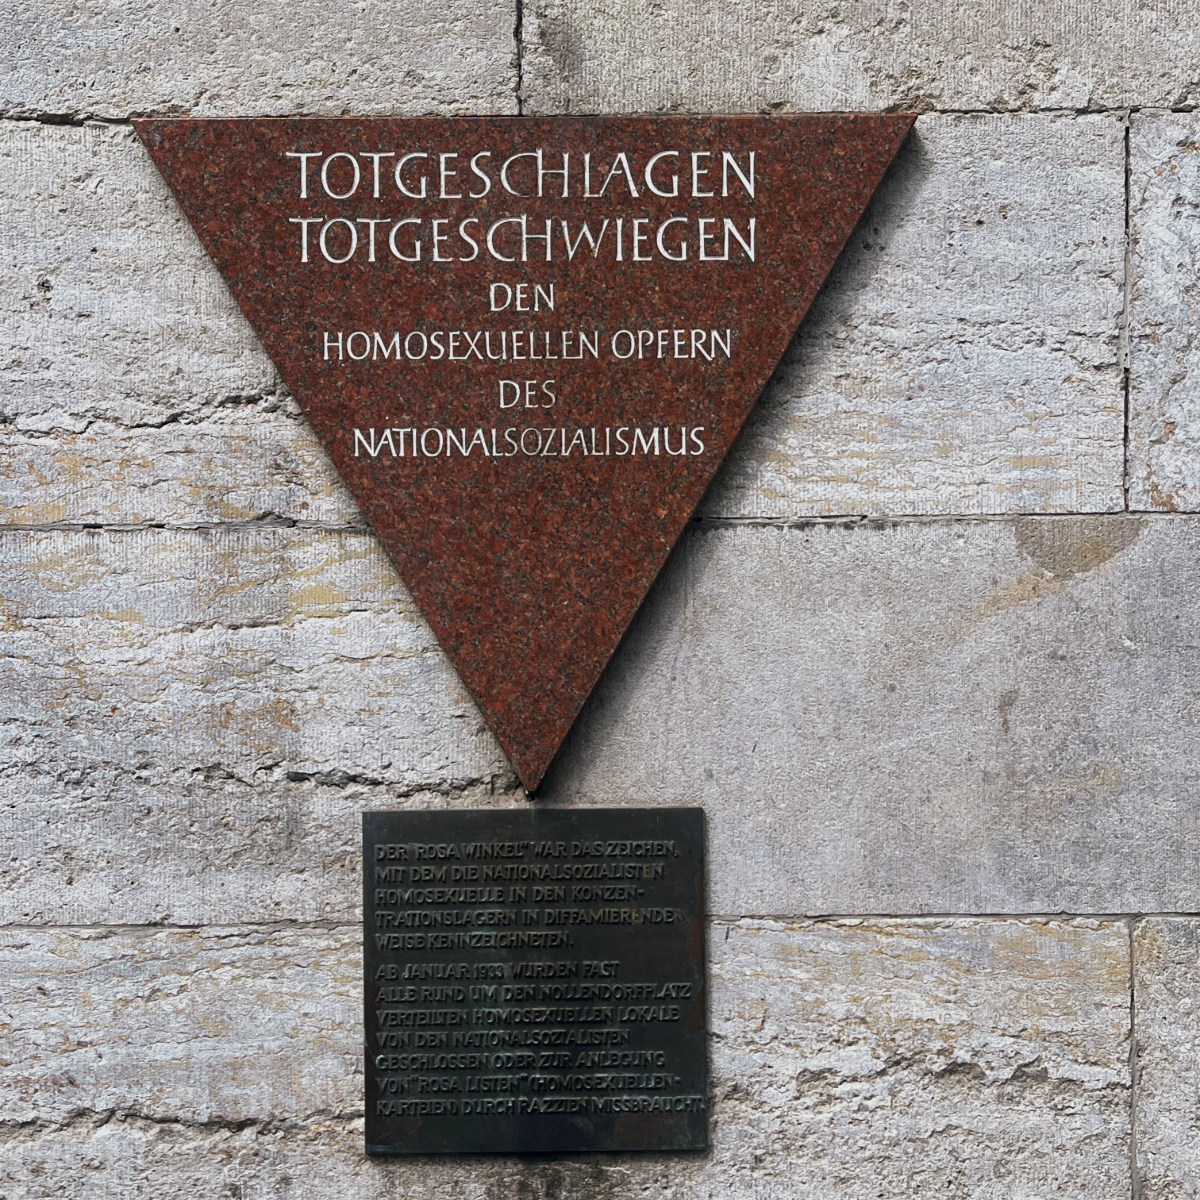 TOTGESCHLAGEN
TOTGESCHWIEGEN
DEN
HOMOSEXUELLEN OPFERN
DES
NATIONALSOZIALISMUS
DER "ROSA WINKEL" WAR DAS ZEICHEN,
MIT DEM DIE NATIONALSOZIALISTEN
HOMOSEXUELLE IN DEN KONZEN-
TRATIONSLAGERN IN DIFFAMIERENDER
WEISE KENNZEICHNETEN.
AB JANUAR 1933 WURDEN FAST
ALLE RUND UM DEN NOLLENDORFPLATZ
VERTEILTEN HOMOSEXUELLEN LOKALE
VON DEN NATIONALSOZIALISTEN
GESCHLOSSEN ODER ZUR ANLEGUNG
VON "ROSA LISTEN" (HOMOSEXUELLEN-
KARTEIEN) DURCH RAZZIEN MISSBRAUCHT.